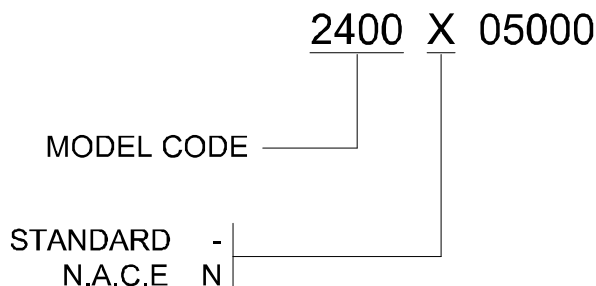 2400 X 05000
MODEL CODE
STANDARD -
N.A.C.E N